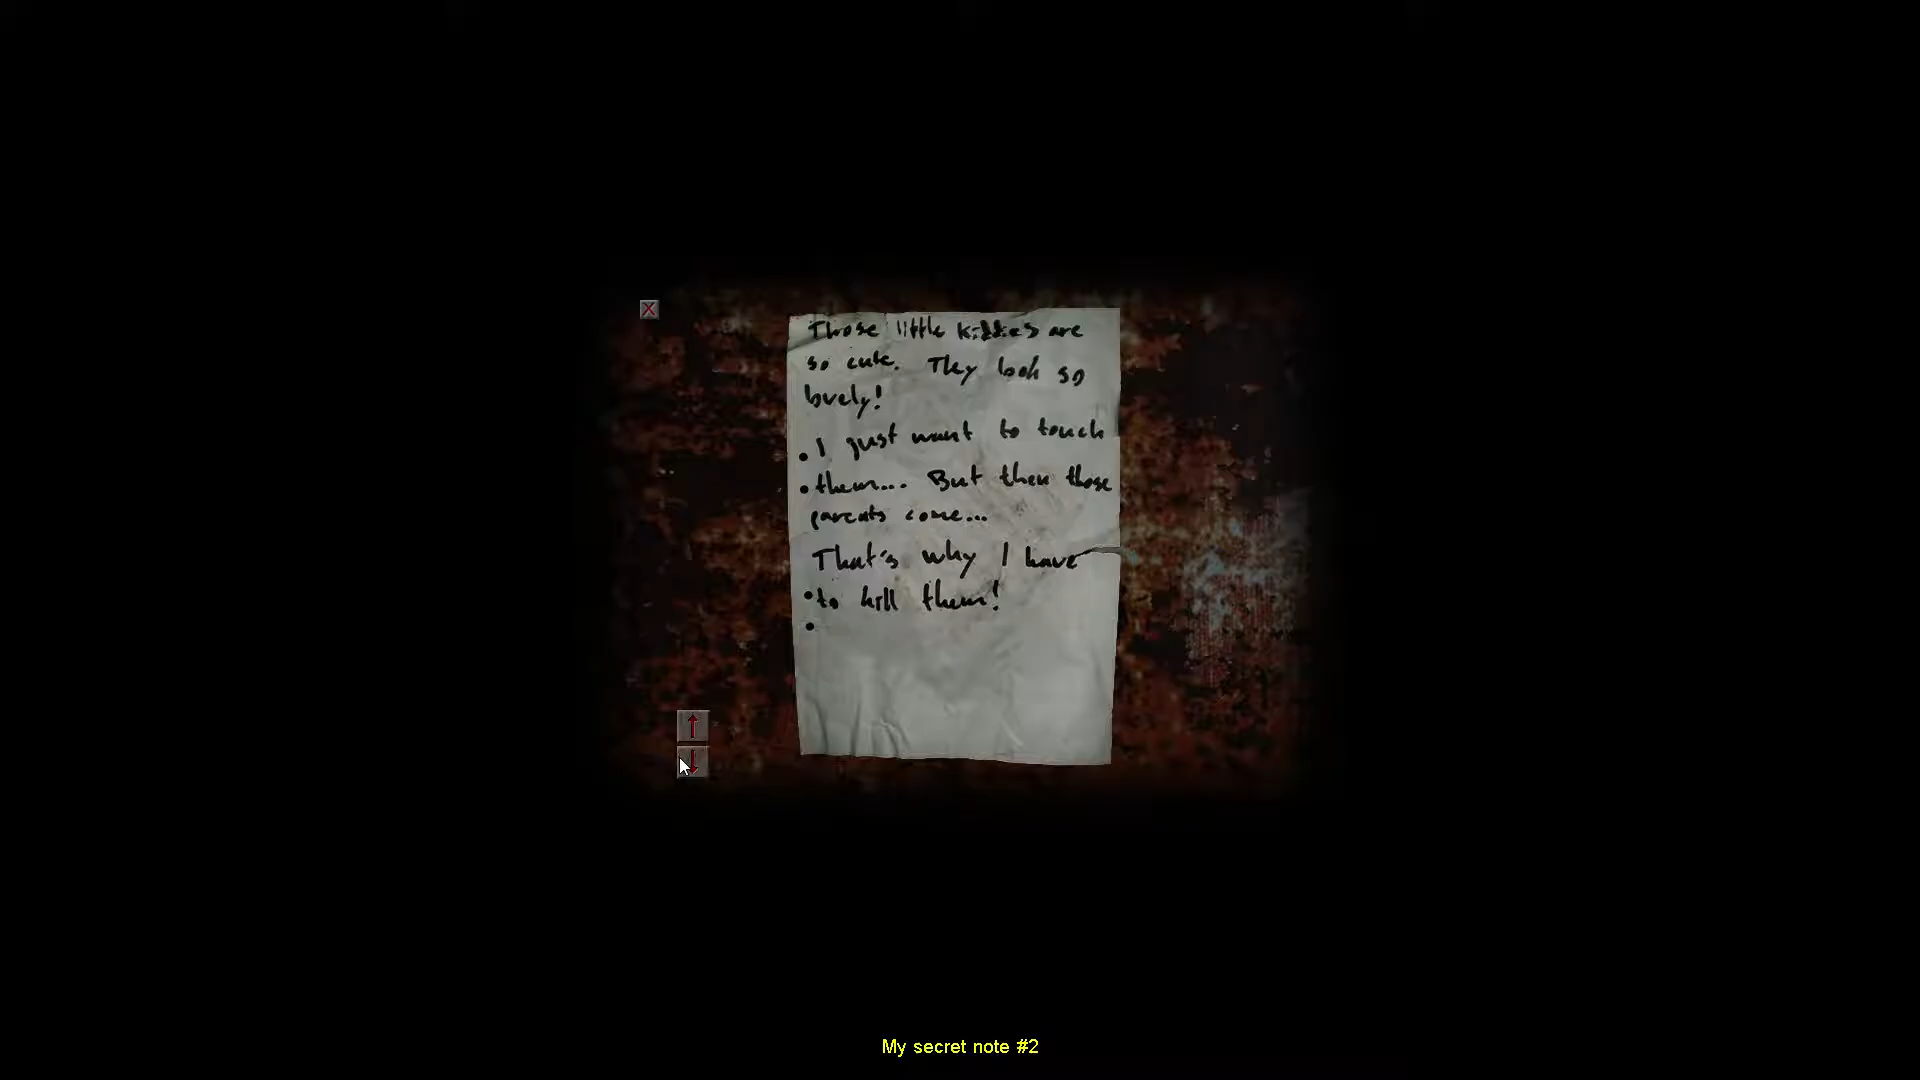 Those little are
so cute. They look so
lovely!
I just want to touch
them... But then those
parents come...
That's why I have
to kill them!
My secret note #2